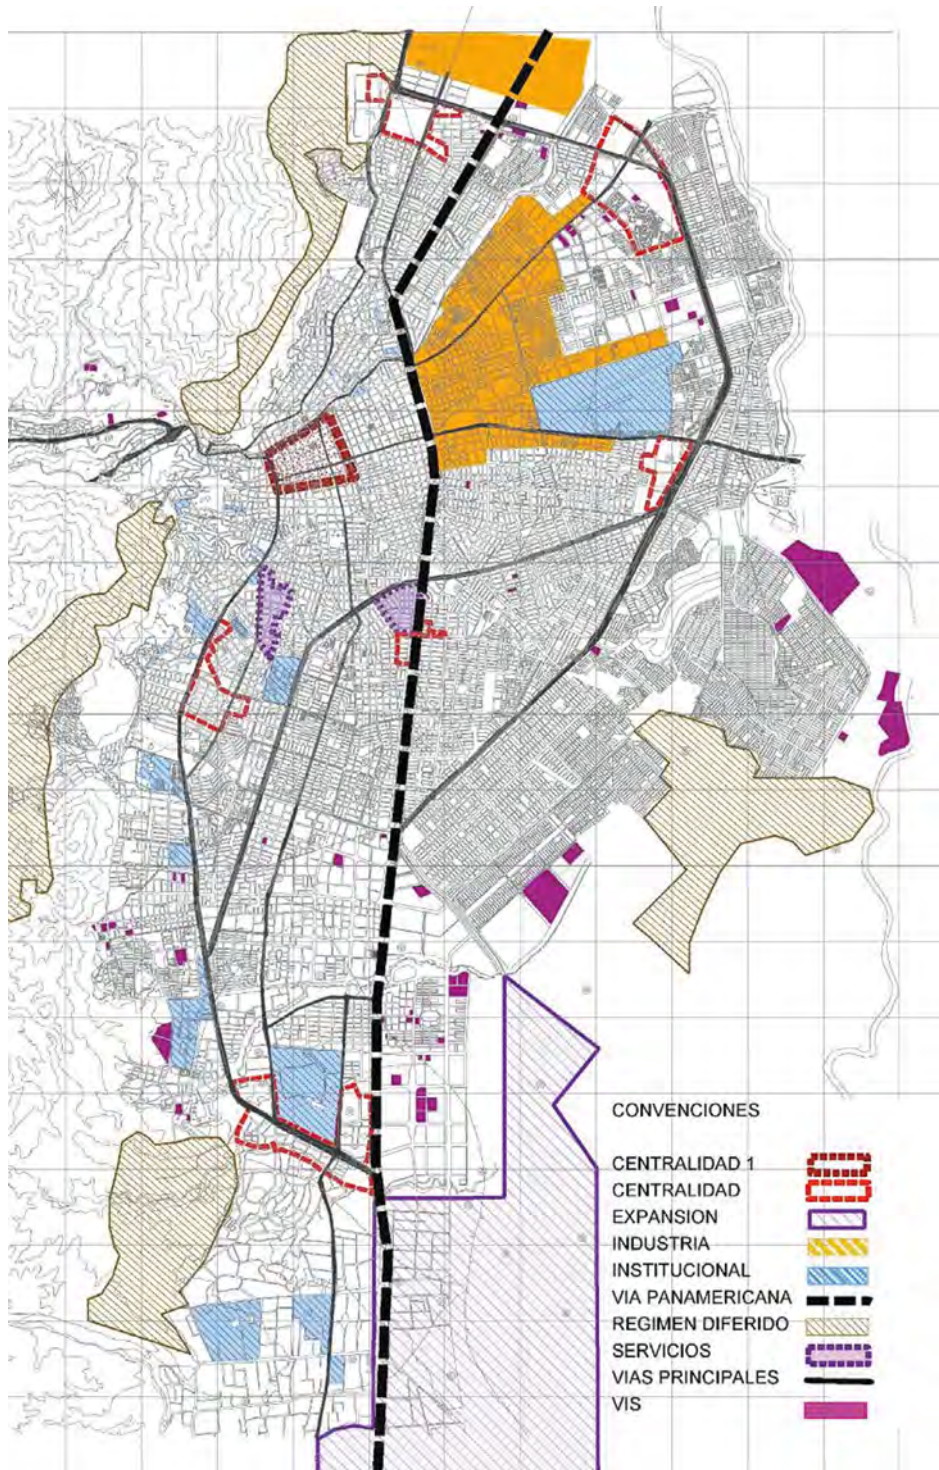 CONVENCIONES
CENTRALIDAD 1
CENTRALIDAD
EXPANSION
INDUSTRIA
INSTITUCIONAL
VIA PANAMERICANA
REGIMEN DIFERIDO
SERVICIOS
VIAS PRINCIPALES
VIS